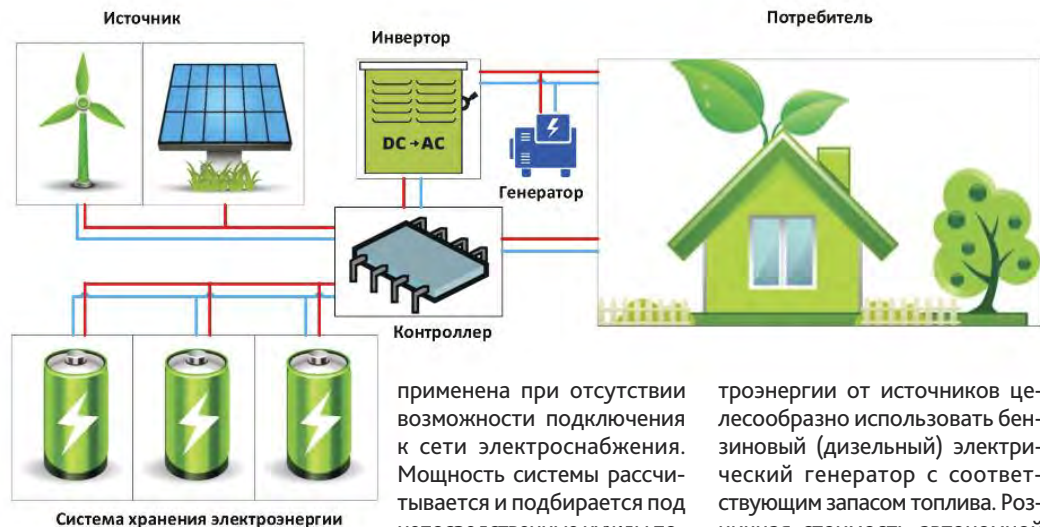 Источник
Потребитель
Инвертор
DC→AC
Генератор
Контроллер
Система хранения электроэнергии
применена при отсутствии
возможности подключения
к сети электроснабжения.
Мощность системы рассчи-
тывается и подбирается под
троэнергии от источников це-
лесообразно использовать бен-
зиновый (дизельный) электри-
ческий генератор с соответ-
ствующим запасом топлива. Роз-